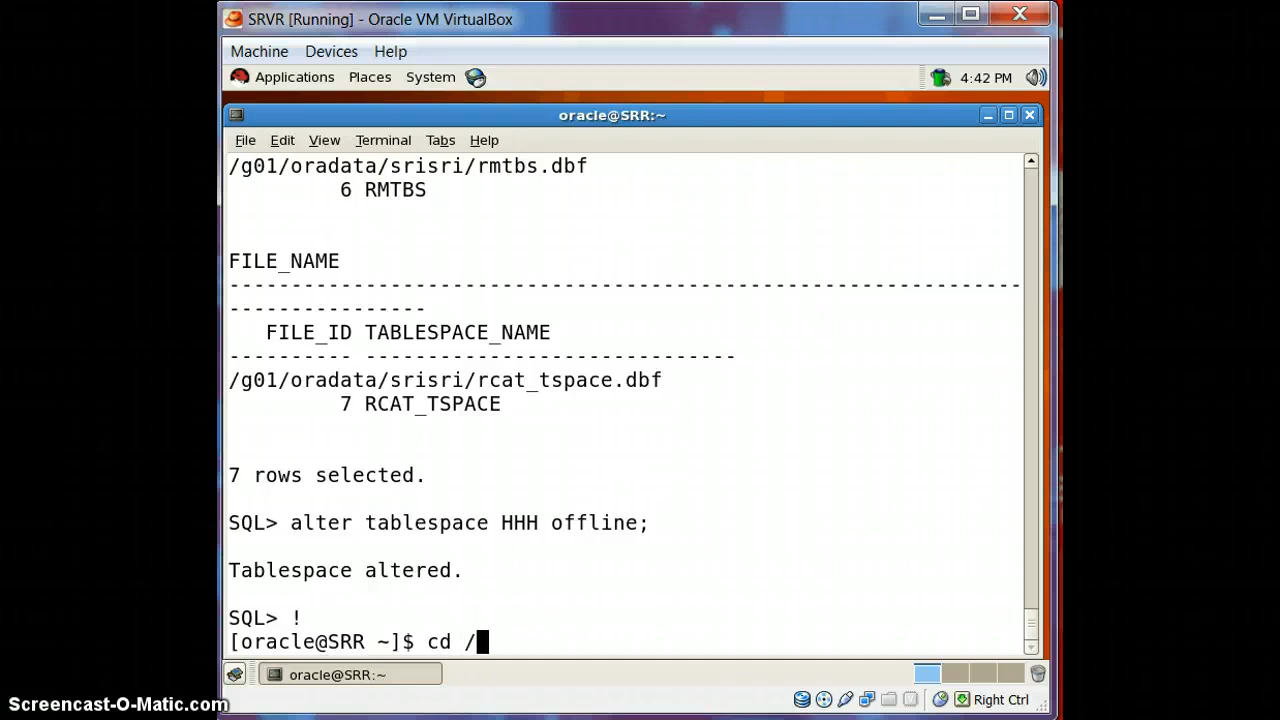 SRVR [Running] - Oracle VM VirtualBox
Machine Devices Help
Applications Places System 4:42 PM
oracle@SRR:~
File Edit View Terminal Tabs Help
/g01/oradata/srisri/rmtbs.dbf
6 RMTBS
FILE_NAME
--------------------------------------------------------------------------------
----------------
FILE_ID TABLESPACE_NAME
---------- ------------------------------
/g01/oradata/srisri/rcat_tspace.dbf
7 RCAT_TSPACE
7 rows selected.
SQL> alter tablespace HHH offline;
Tablespace altered.
SQL> !
[oracle@SRR ~]$ cd /
oracle@SRR:~
Right Ctrl
Screencast-O-Matic.com